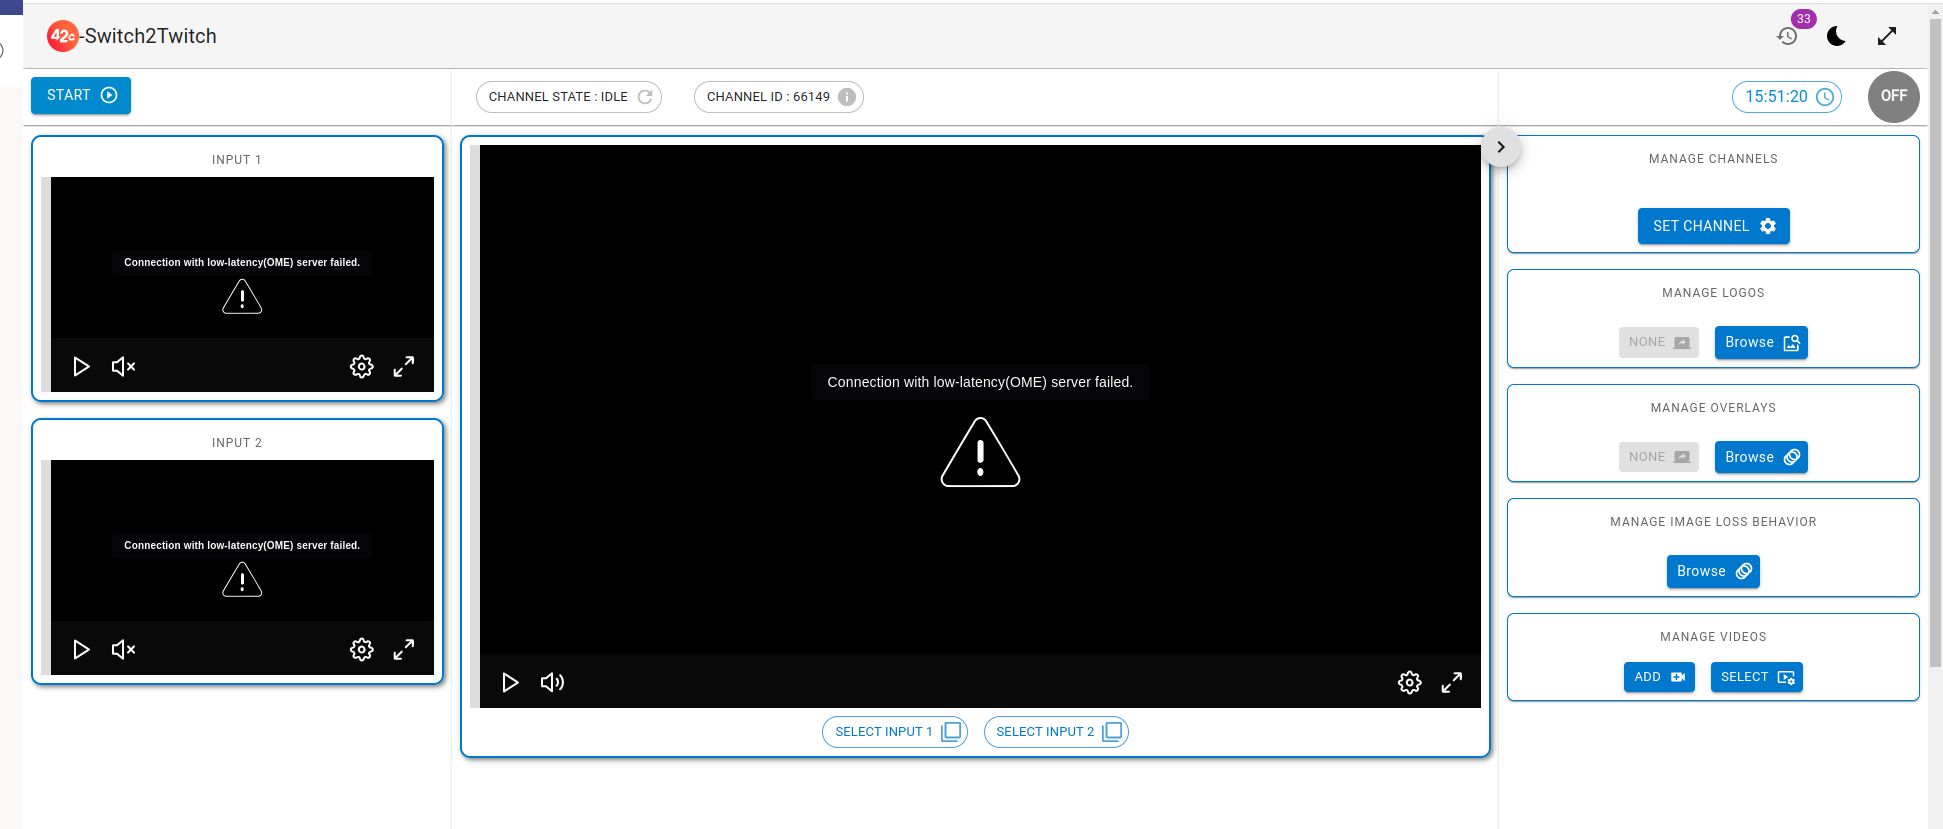 42c-Switch2Twitch
33
START
CHANNEL STATE : IDLE
CHANNEL ID : 66149
15:51:20
OFF
INPUT 1
Connection with low-latency(OME) server failed.
INPUT 2
Connection with low-latency(OME) server failed.
Connection with low-latency(OME) server failed.
SELECT INPUT 1
SELECT INPUT 2
MANAGE CHANNELS
SET CHANNEL
MANAGE LOGOS
NONE
Browse
MANAGE OVERLAYS
NONE
Browse
MANAGE IMAGE LOSS BEHAVIOR
Browse
MANAGE VIDEOS
ADD
SELECT